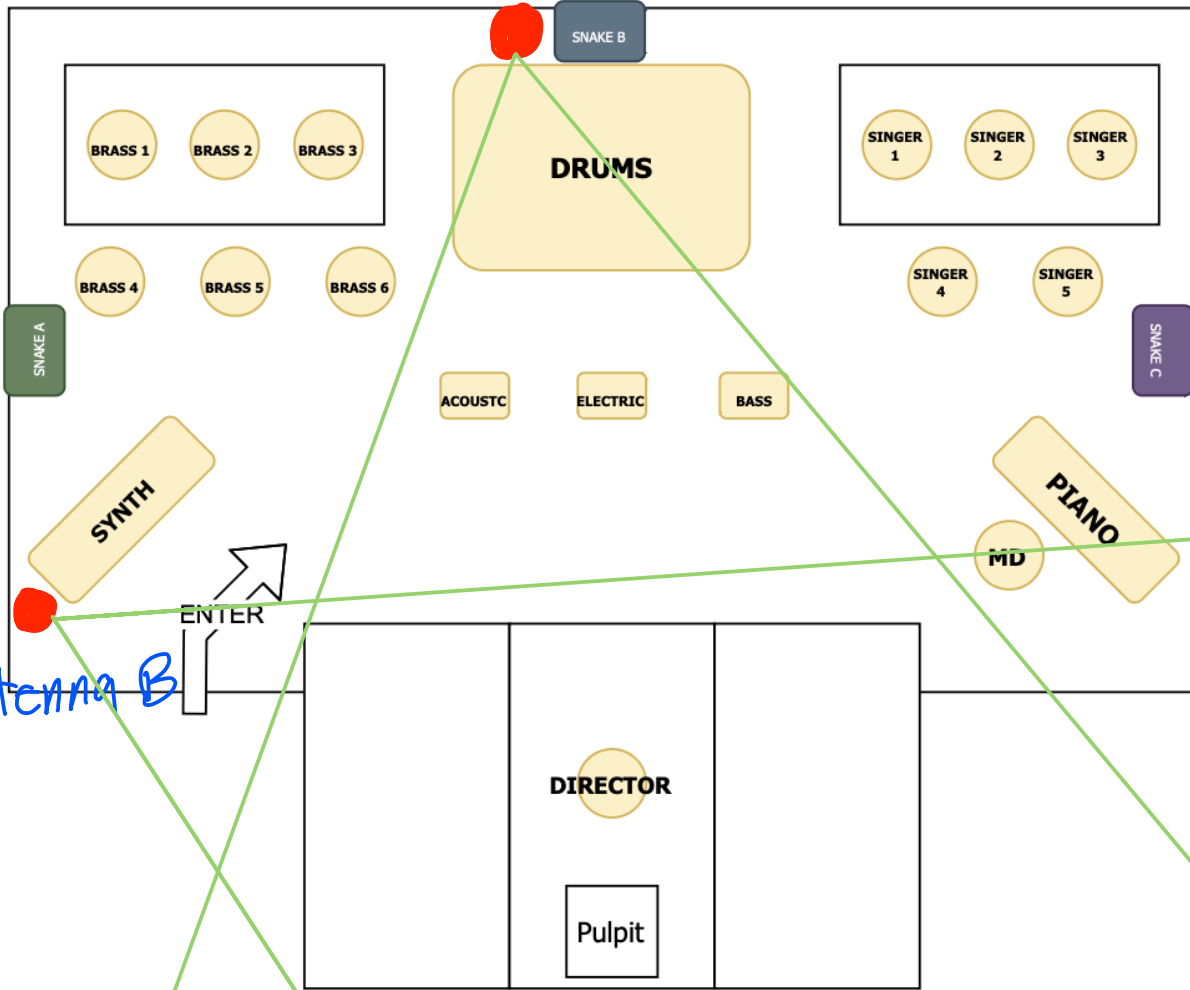 SNAKE B
BRASS 1
BRASS 2
BRASS 3
DRUMS
SINGER
1
SINGER
2
SINGER
3
BRASS 4
BRASS 5
BRASS 6
SINGER
4
SINGER
5
SNAKE A
SNAKE C
ACOUSTC
ELECTRIC
BASS
SYNTH
PIANO
MD
ENTER
tenna B
DIRECTOR
Pulpit